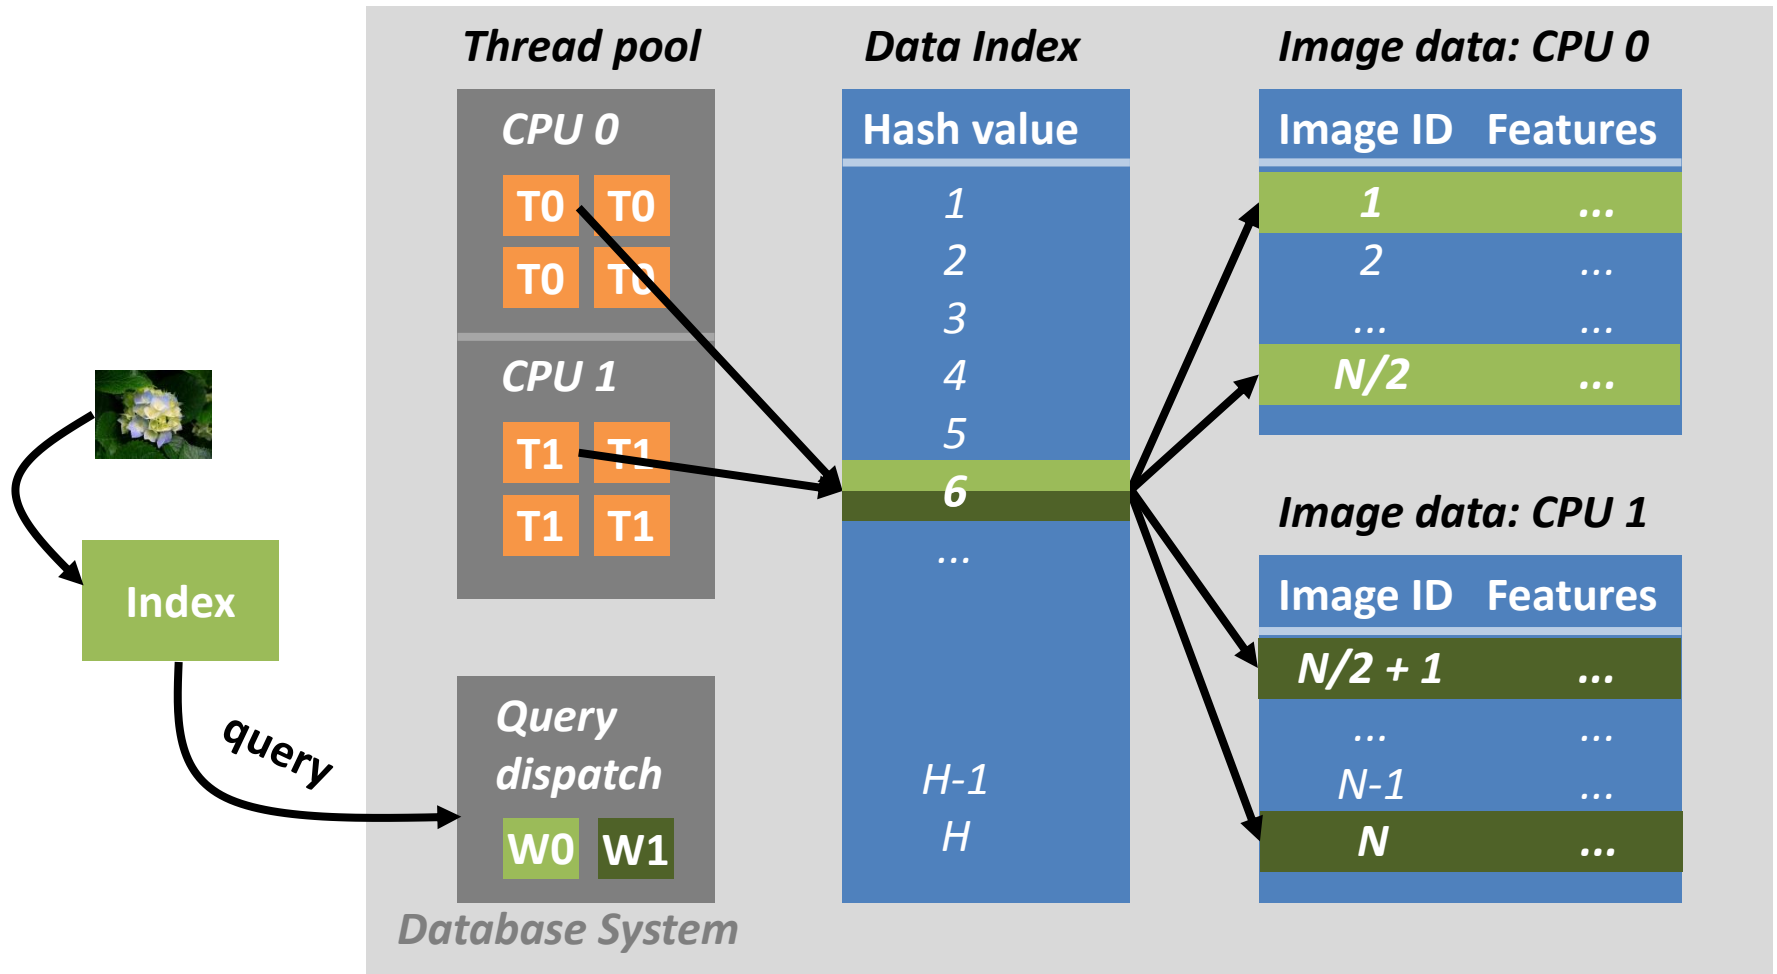 Thread pool
CPU 0
T0 T0
T0 T0
CPU 1
T1 T1
T1 T1
Index
query
Query
dispatch
W0 W1
Database System
Data Index
Hash value
1
2
3
4
5
6
...
H-1
H
Image data: CPU 0
Image ID Features
1 ...
2 ...
... ...
N/2 ...
Image data: CPU 1
Image ID Features
N/2 + 1 ...
... ...
N-1 ...
N ...